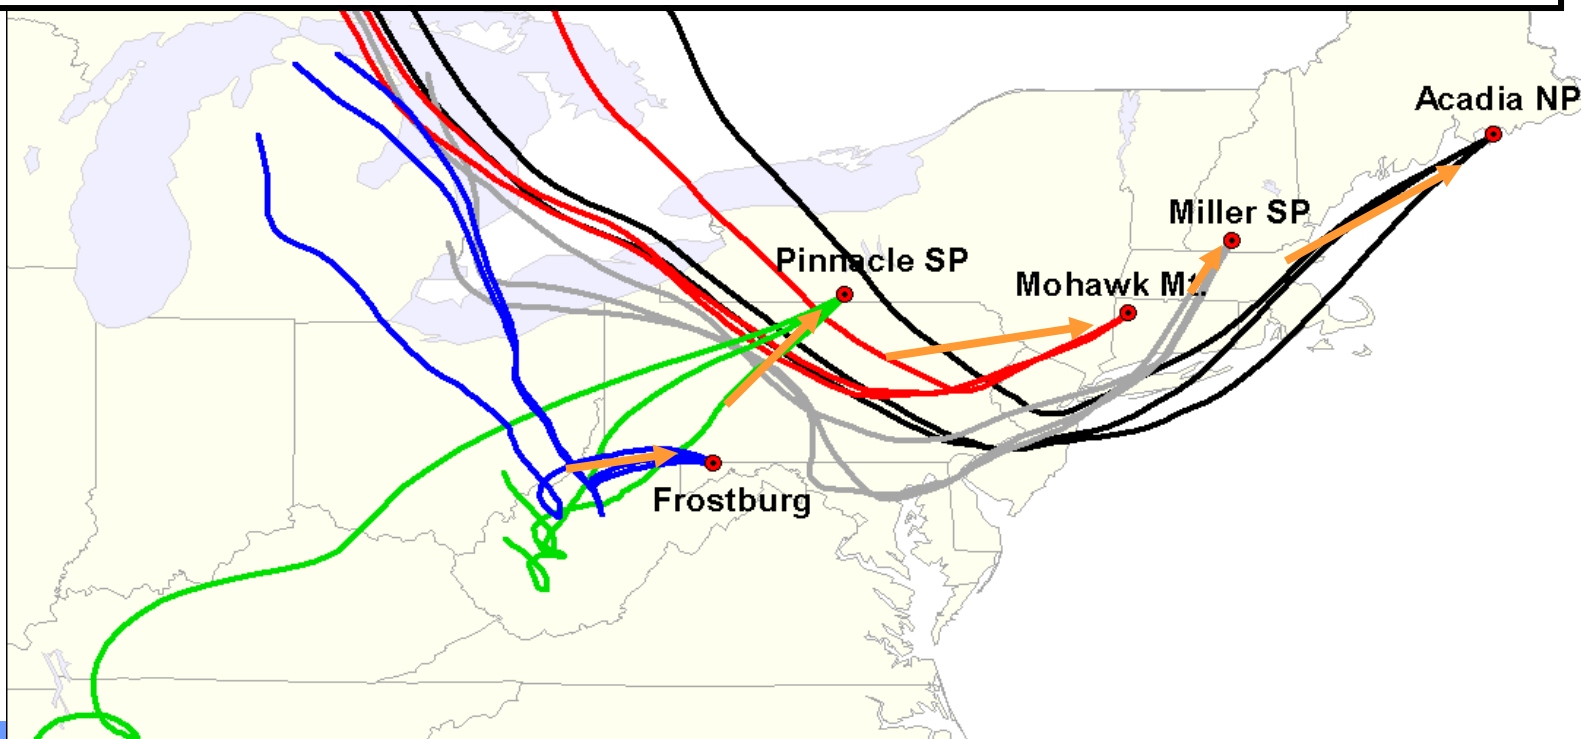 Acadia NP
Miller SP
Pinnacle SP
Mohawk Mt.
Frostburg